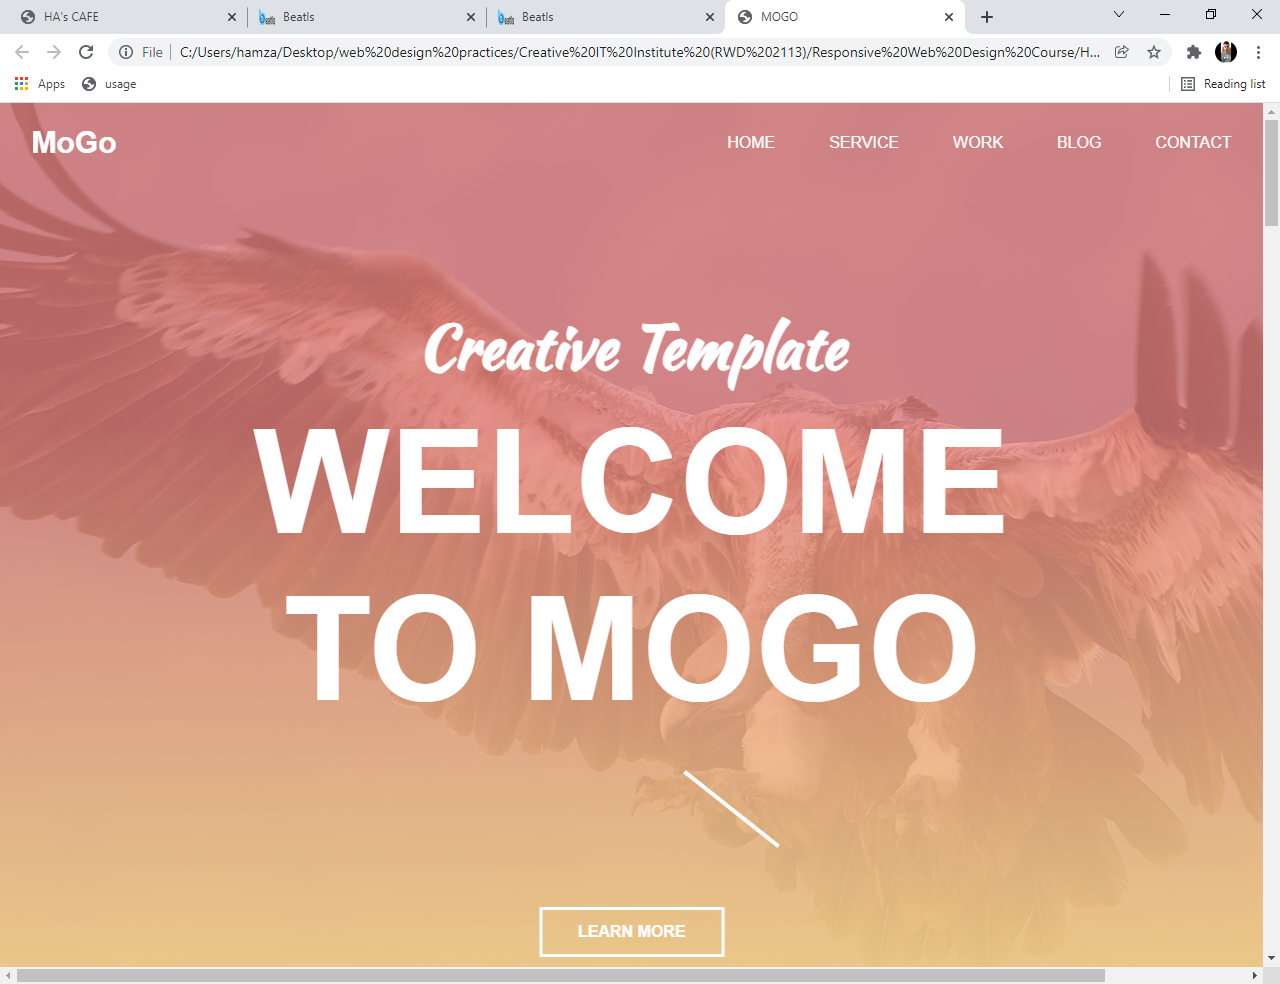 HA's CAFE
Beatls
Beatls
MOGO
File
C:/Users/hamza/Desktop/web%20design%20practices/Creative%20IT%20Institute%20(RWD%202113)/Responsive%20Web%20Design%20Course/H...
Apps
usage
Reading list
MoGo
HOME SERVICE WORK BLOG CONTACT
Creative Template
WELCOME
TO MOGO
LEARN MORE